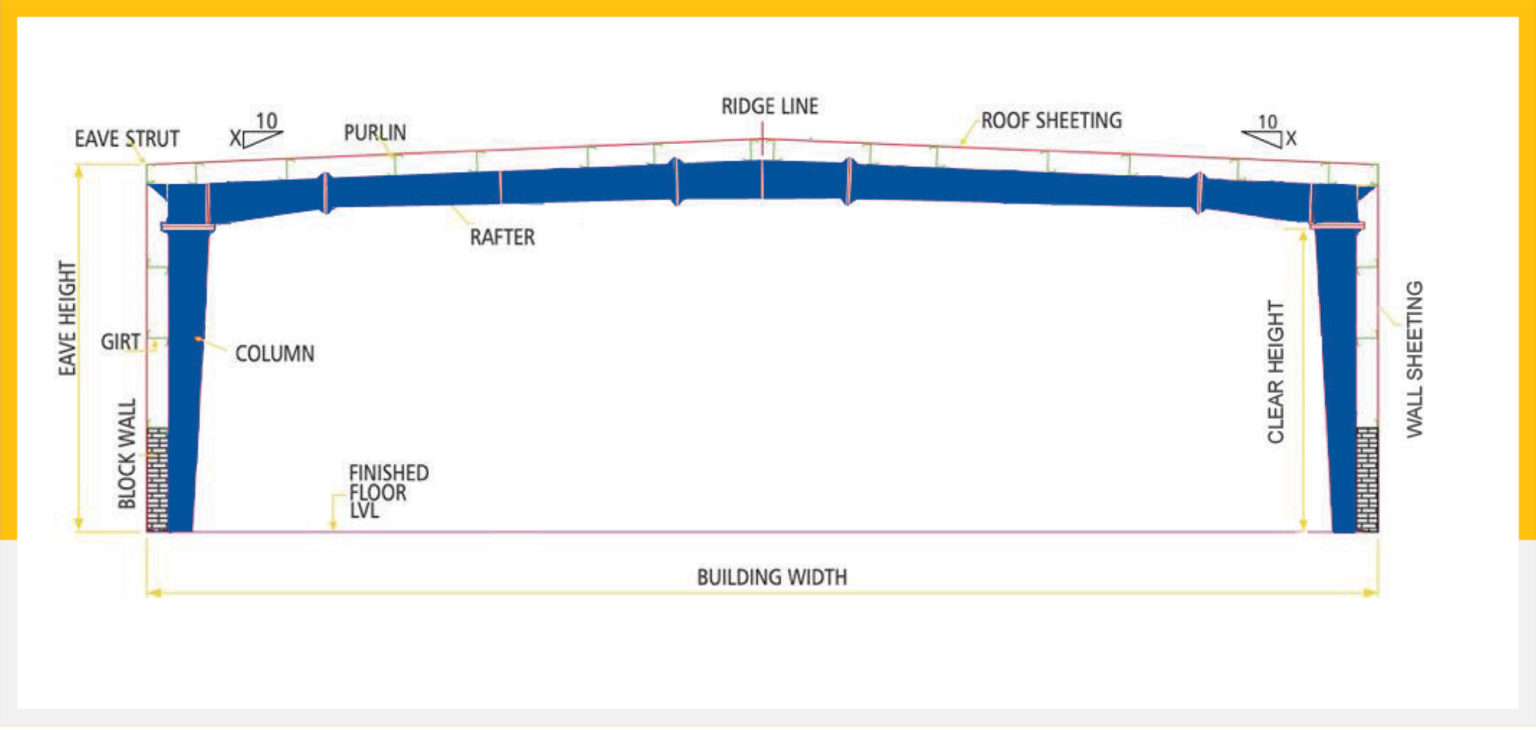 RIDGE LINE
10
X
EAVE STRUT
PURLIN
ROOF SHEETING
10
X
RAFTER
EAVE HEIGHT
GIRT
COLUMN
BLOCK WALL
CLEAR HEIGHT
WALL SHEETING
FINISHED
FLOOR
LVL
BUILDING WIDTH